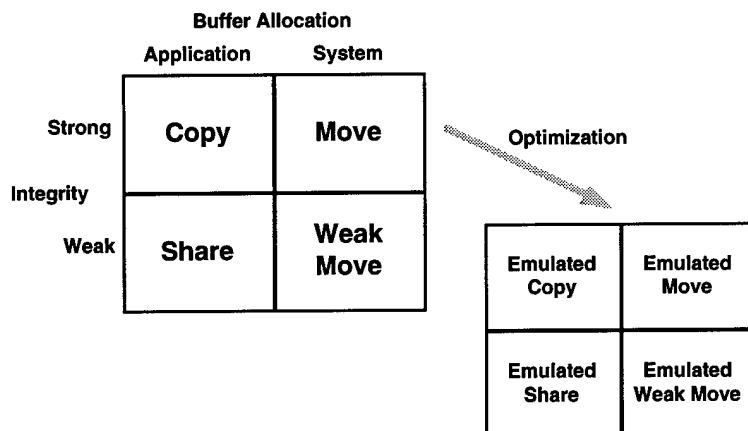 Buffer Allocation
Application System
Strong
Copy
Move
Optimization
Integrity
Weak
Share
Weak
Move
Emulated
Copy
Emulated
Move
Emulated
Share
Emulated
Weak Move